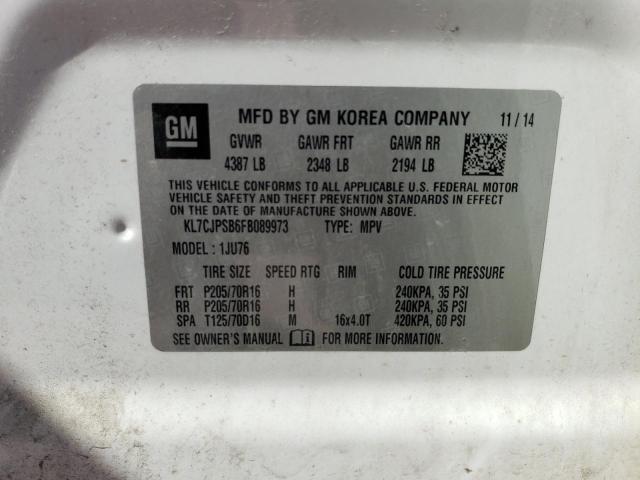 GM MFD BY GM KOREA COMPANY 11 / 14
GVWR GAWR FRT GAWR RR
4387 LB 2348 LB 2194 LB
THIS VEHICLE CONFORMS TO ALL APPLICABLE U.S. FEDERAL MOTOR
VEHICLE SAFETY AND THEFT PREVENTION STANDARDS IN EFFECT
ON THE DATE OF MANUFACTURE SHOWN ABOVE.
KL7CJPSB6FB089973 TYPE: MPV
MODEL : 1JU76
TIRE SIZE SPEED RTG RIM COLD TIRE PRESSURE
FRT P205/70R16 H 240KPA, 35 PSI
RR P205/70R16 H 240KPA, 35 PSI
SPA T125/70D16 M 16x4.0T 420KPA, 60 PSI
SEE OWNER'S MANUAL FOR MORE INFORMATION